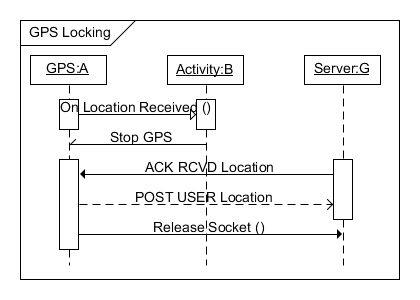 GPS Locking
GPS:A
Activity:B
Server:G
On Location Received ()
Stop GPS
ACK RCVD Location
POST USER Location
Release Socket ()